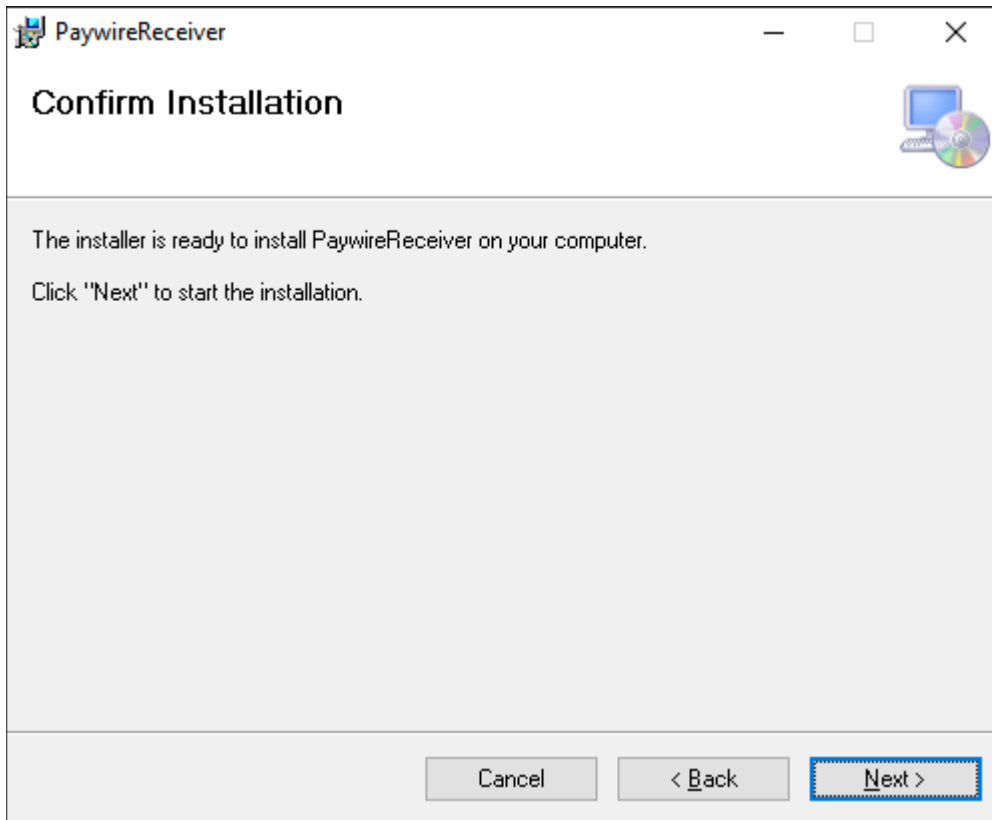 PaywireReceiver
Confirm Installation
The installer is ready to install PaywireReceiver on your computer.
Click "Next" to start the installation.
Cancel
< Back
Next >